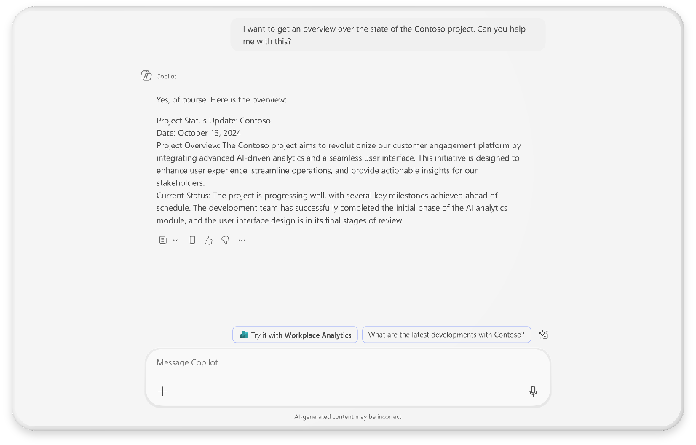 I want to get an overview over the state of the Contoso project. Can you help
me with this?
Copilot
Yes, of course. Here is the overview:
Project Status Update: Contoso
Date: October 15, 2024
Project Overview: The Contoso project aims to revolutionize our customer engagement platform by
integrating advanced AI-driven analytics and a seamless user interface. This initiative is designed to
enhance user experience, streamline operations, and provide actionable insights for our
stakeholders.
Current Status: The project is progressing well, with several key milestones achieved ahead of
schedule. The development team has successfully completed the initial phase of the AI analytics
module, and the user interface design is in its final stages of review.
Try it with Workplace Analytics
What are the latest developments with Contoso?
Message Copilot
AI-generated content may be incorrect